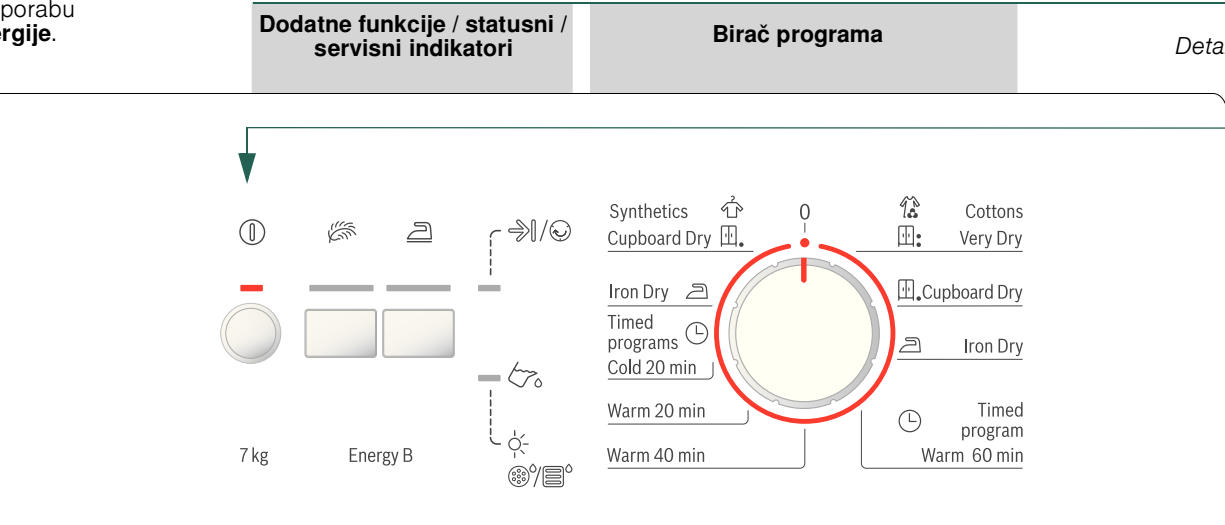 porabu
rgije.
Dodatne funkcije / statusni /
servisni indikatori
Birač programa
Deta
Synthetics
Cupboard Dry
0
Cottons
Very Dry
Iron Dry
Cupboard Dry
Timed
programs
Cold 20 min
Iron Dry
Warm 20 min
Timed
program
Warm 40 min
Warm 60 min
7 kg
Energy B